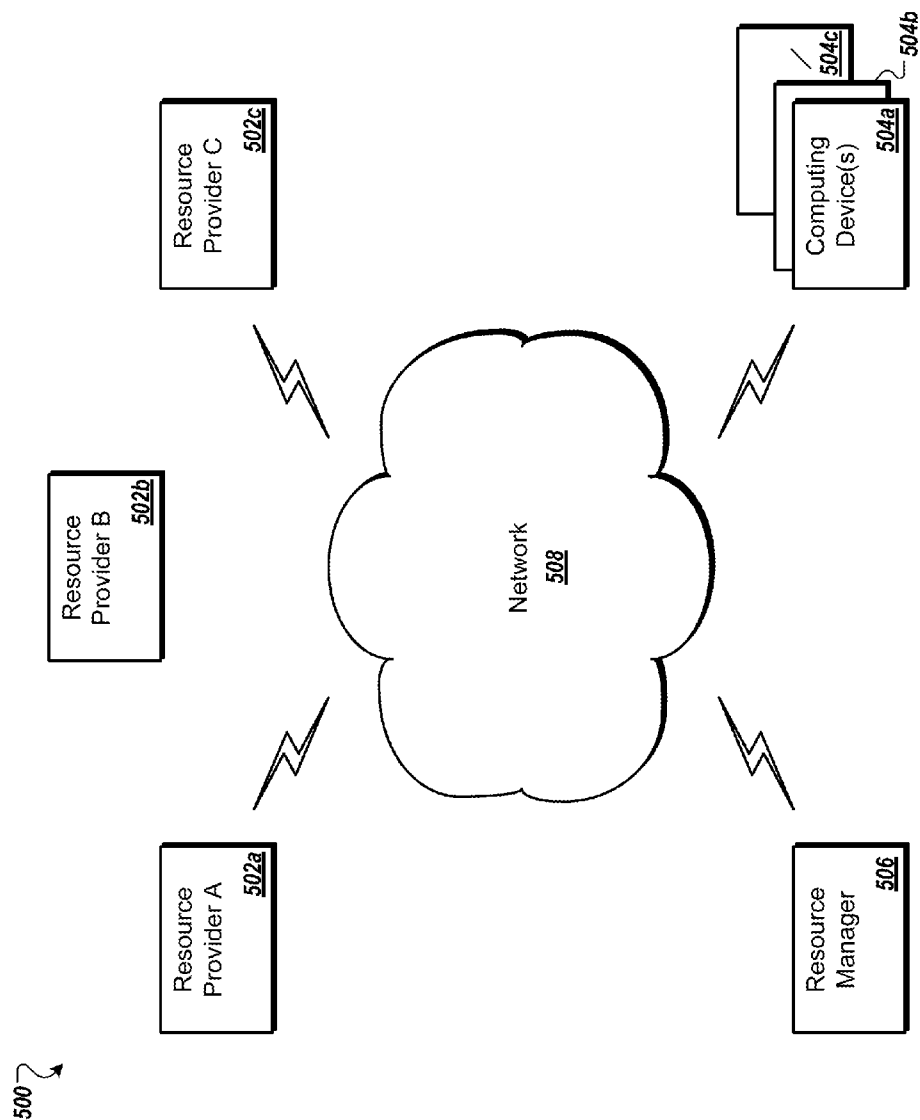 500
Resource
Provider A
502a
Resource
Provider B
502b
Resource
Provider C
502c
Network
508
Resource
Manager
506
Computing
Device(s)
504a
504b
504c